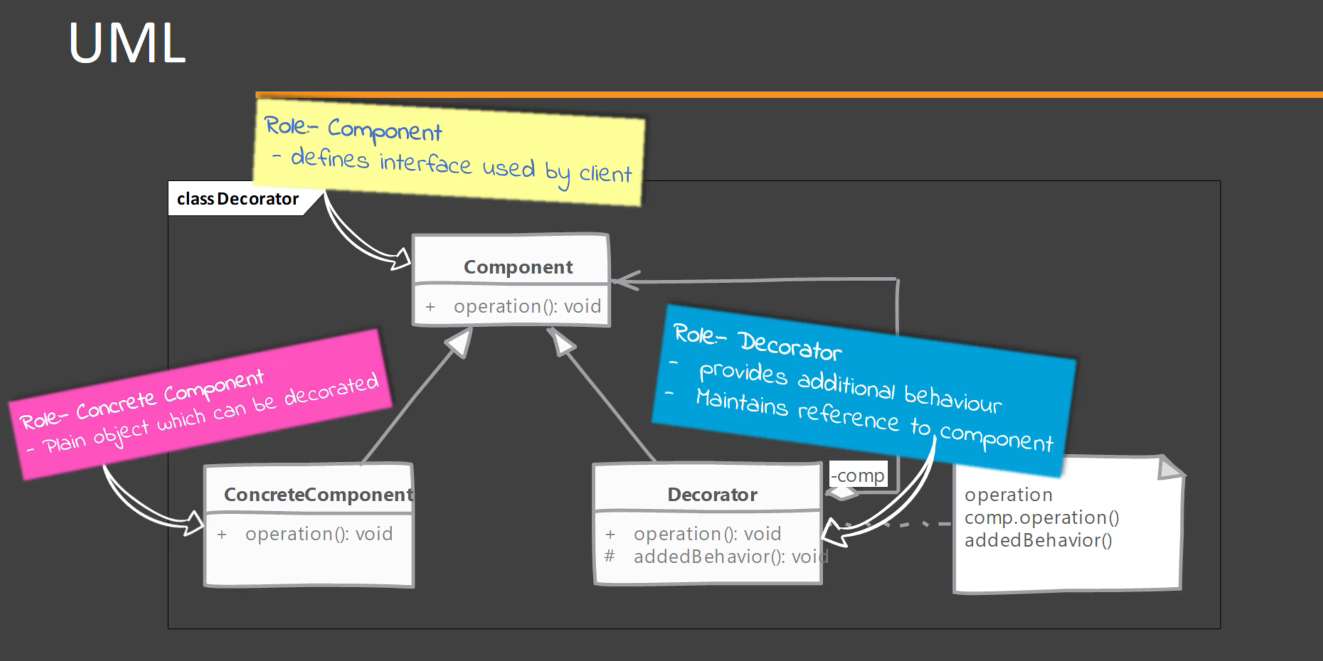 UML
Role:- Component
- defines interface used by client
class Decorator
Component
+ operation(): void
Role:- Concrete Component
- Plain object which can be decorated
Role:- Decorator
- provides additional behaviour
- Maintains reference to component
-comp
ConcreteComponent
+ operation(): void
Decorator
+ operation(): void
# addedBehavior(): void
operation
comp.operation()
addedBehavior()